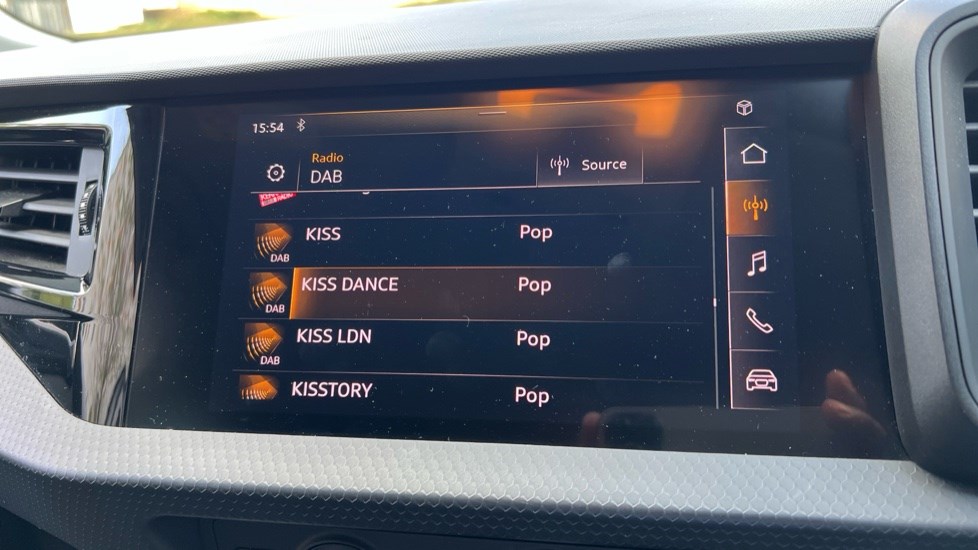 15:54
Radio
DAB
Source
KISS Pop
DAB
KISS DANCE Pop
DAB
KISS LDN Pop
DAB
KISSTORY Pop